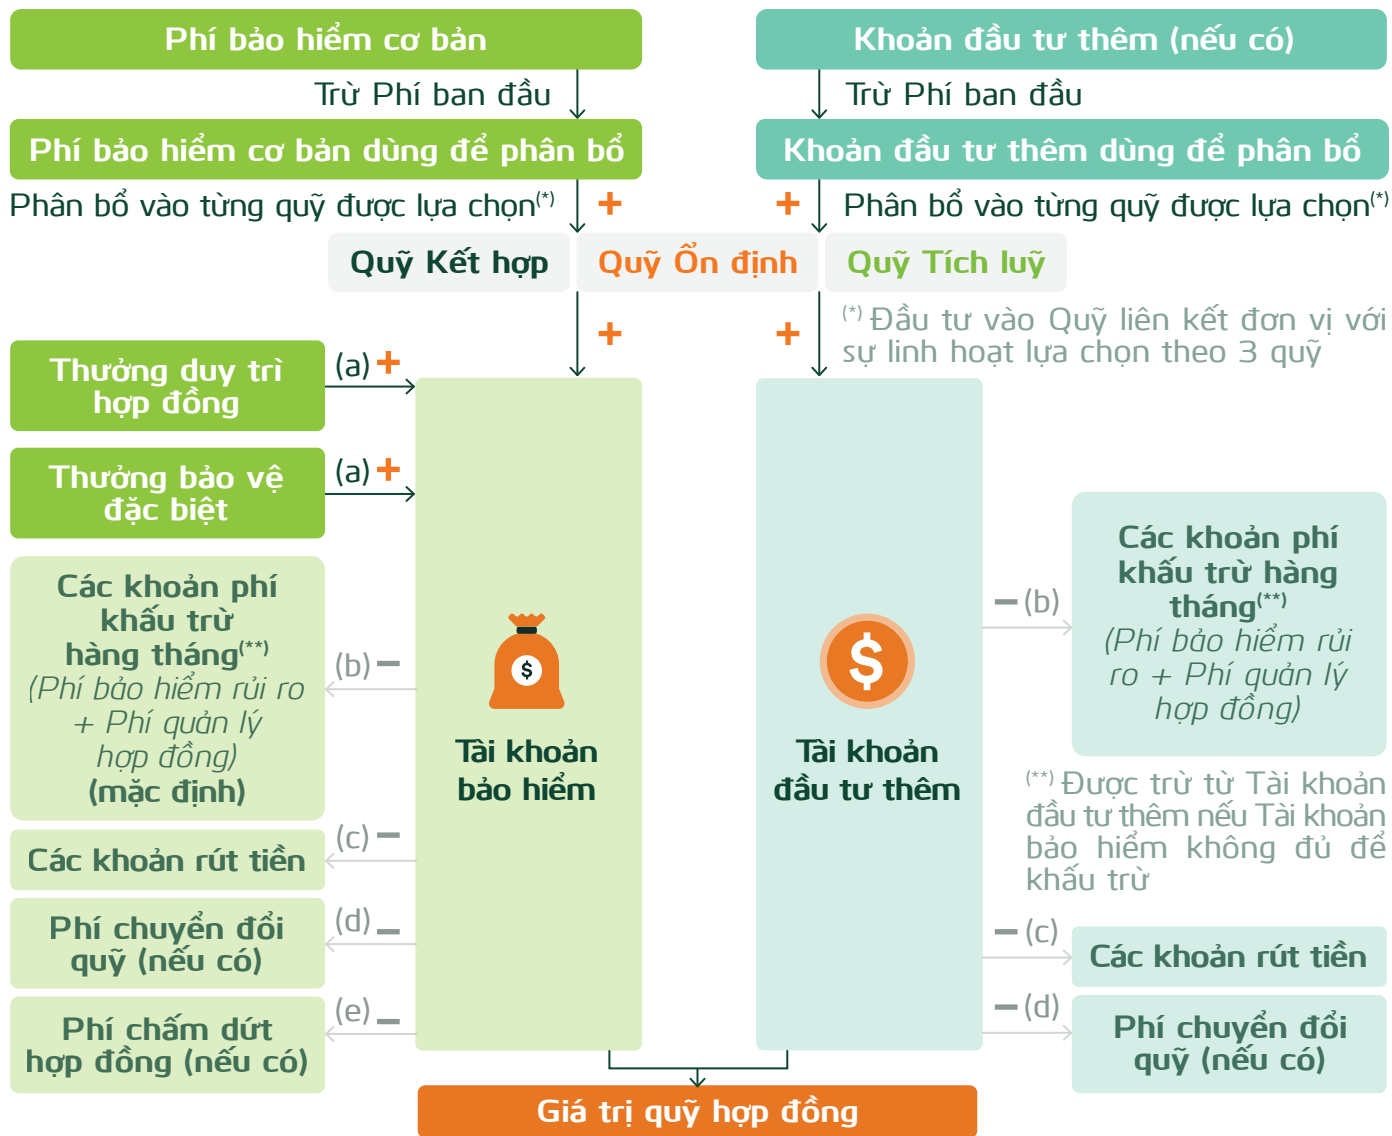 Phí bảo hiểm cơ bản
Khoản đầu tư thêm (nếu có)
Trừ Phí ban đầu
Trừ Phí ban đầu
Phí bảo hiểm cơ bản dùng để phân bổ
Khoản đầu tư thêm dùng để phân bổ
Phân bổ vào từng quỹ được lựa chọn(*)
+
+
Phân bổ vào từng quỹ được lựa chọn(*)
Quỹ Kết hợp
Quỹ Ổn định
Quỹ Tích luỹ
+
+
(*) Đầu tư vào Quỹ liên kết đơn vị với
sự linh hoạt lựa chọn theo 3 quỹ
Thưởng duy trì
hợp đồng
(a) +
Thưởng bảo vệ
đặc biệt
(a) +
Các khoản phí
khấu trừ
hàng tháng(**)
(Phí bảo hiểm rủi ro
+ Phí quản lý
hợp đồng)
(mặc định)
(b) –
Các khoản rút tiền
(c) –
Phí chuyển đổi
quỹ (nếu có)
(d) –
Phí chấm dứt
hợp đồng (nếu có)
(e) –
$
Tài khoản
bảo hiểm
$
Tài khoản
đầu tư thêm
– (b)
Các khoản phí
khấu trừ hàng
tháng(**)
(Phí bảo hiểm rủi
ro + Phí quản lý
hợp đồng)
(**) Được trừ từ Tài khoản
đầu tư thêm nếu Tài khoản
bảo hiểm không đủ để
khấu trừ
– (c)
Các khoản rút tiền
– (d)
Phí chuyển đổi
quỹ (nếu có)
Giá trị quỹ hợp đồng